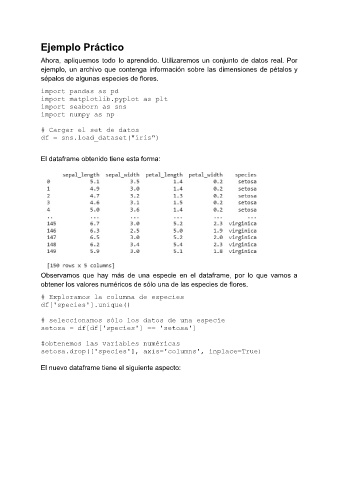 Ejemplo Práctico
Ahora, apliquemos todo lo aprendido. Utilizaremos un conjunto de datos real. Por
ejemplo, un archivo que contenga información sobre las dimensiones de pétalos y
sépalos de algunas especies de flores.
import pandas as pd
import matplotlib.pyplot as plt
import seaborn as sns
import numpy as np
# Cargar el set de datos
df = sns.load_dataset("iris")
El dataframe obtenido tiene esta forma:
sepal_length sepal_width petal_length petal_width species
0 5.1 3.5 1.4 0.2 setosa
1 4.9 3.0 1.4 0.2 setosa
2 4.7 3.2 1.3 0.2 setosa
3 4.6 3.1 1.5 0.2 setosa
4 5.0 3.6 1.4 0.2 setosa
.. ... ... ... ... ...
145 6.7 3.0 5.2 2.3 virginica
146 6.3 2.5 5.0 1.9 virginica
147 6.5 3.0 5.2 2.0 virginica
148 6.2 3.4 5.4 2.3 virginica
149 5.9 3.0 5.1 1.8 virginica
[150 rows x 5 columns]
Observamos que hay más de una especie en el dataframe, por lo que vamos a
obtener los valores numéricos de sólo una de las especies de flores.
# Exploramos la columna de especies
df['species'].unique()
# seleccionamos sólo los datos de una especie
setosa = df[df['species'] == 'setosa']
#obtenemos las variables numéricas
setosa.drop(['species'], axis='columns', inplace=True)
El nuevo dataframe tiene el siguiente aspecto: